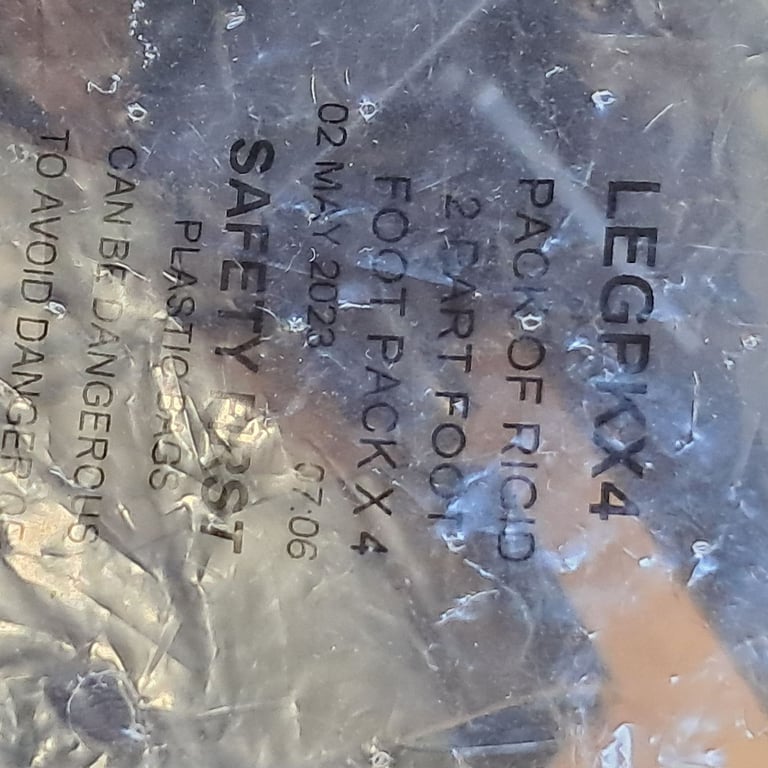 LEGPKX4
PACK OF RIGID
2 PART FOOT
FOOT PACK X 4
02 MAY 2023 07:06
SAFETY FIRST
PLASTIC BAGS
CAN BE DANGEROUS
TO AVOID DANGER OF